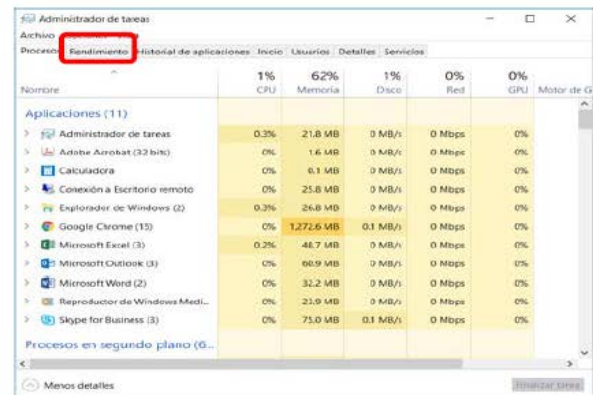 Administrador de tareas
Archivo
Procesos Rendimiento Historial de aplicaciones Inicio Usuarios Detalles Servicios
1% 62% 1% 0% 0%
Nombre CPU Memoria Disco Red GPU Motor de G
Aplicaciones (11)
Administrador de tareas 0.3% 21.8 MB 0 MB/s 0 Mbps 0%
Adobe Acrobat (32 bits) 0% 1.6 MB 0 MB/s 0 Mbps 0%
Calculadora 0% 0.1 MB 0 MB/s 0 Mbps 0%
Conexión a Escritorio remoto 0% 25.8 MB 0 MB/s 0 Mbps 0%
Explorador de Windows (2) 0.3% 26.8 MB 0 MB/s 0 Mbps 0%
Google Chrome (15) 0% 1,272.6 MB 0.1 MB/s 0 Mbps 0%
Microsoft Excel (3) 0.2% 48.7 MB 0 MB/s 0 Mbps 0%
Microsoft Outlook (3) 0% 60.9 MB 0 MB/s 0 Mbps 0%
Microsoft Word (2) 0% 32.2 MB 0 MB/s 0 Mbps 0%
Reproductor de Windows Medi... 0% 23.9 MB 0 MB/s 0 Mbps 0%
Skype for Business (3) 0% 75.0 MB 0.1 MB/s 0 Mbps 0%
Procesos en segundo plano (6...
Menos detalles Finalizar tarea